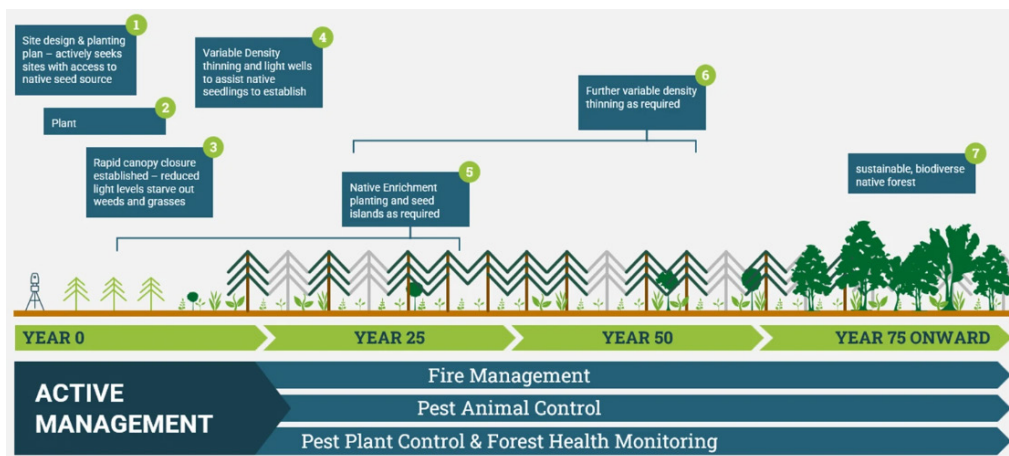 1
Site design & planting
plan – actively seeks
sites with access to
native seed source
2
Plant
3
Rapid canopy closure
established – reduced
light levels starve out
weeds and grasses
4
Variable Density
thinning and light wells
to assist native
seedlings to establish
5
Native Enrichment
planting and seed
islands as required
6
Further variable density
thinning as required
7
sustainable, biodiverse
native forest
YEAR 0
YEAR 25
YEAR 50
YEAR 75 ONWARD
ACTIVE
MANAGEMENT
Fire Management
Pest Animal Control
Pest Plant Control & Forest Health Monitoring